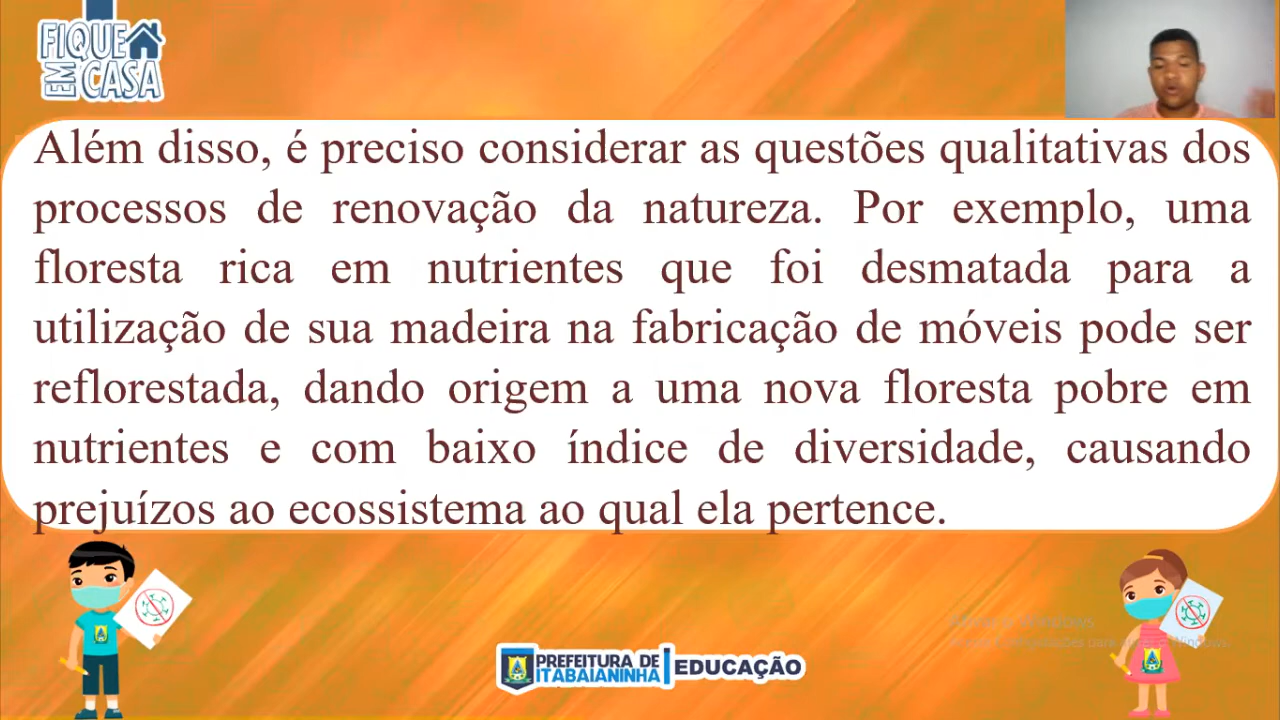 FIQUE
EM CASA
Além disso, é preciso considerar as questões qualitativas dos
processos de renovação da natureza. Por exemplo, uma
floresta rica em nutrientes que foi desmatada para a
utilização de sua madeira na fabricação de móveis pode ser
reflorestada, dando origem a uma nova floresta pobre em
nutrientes e com baixo índice de diversidade, causando
prejuízos ao ecossistema ao qual ela pertence.
PREFEITURA DE
ITABAIANINHA
EDUCAÇÃO